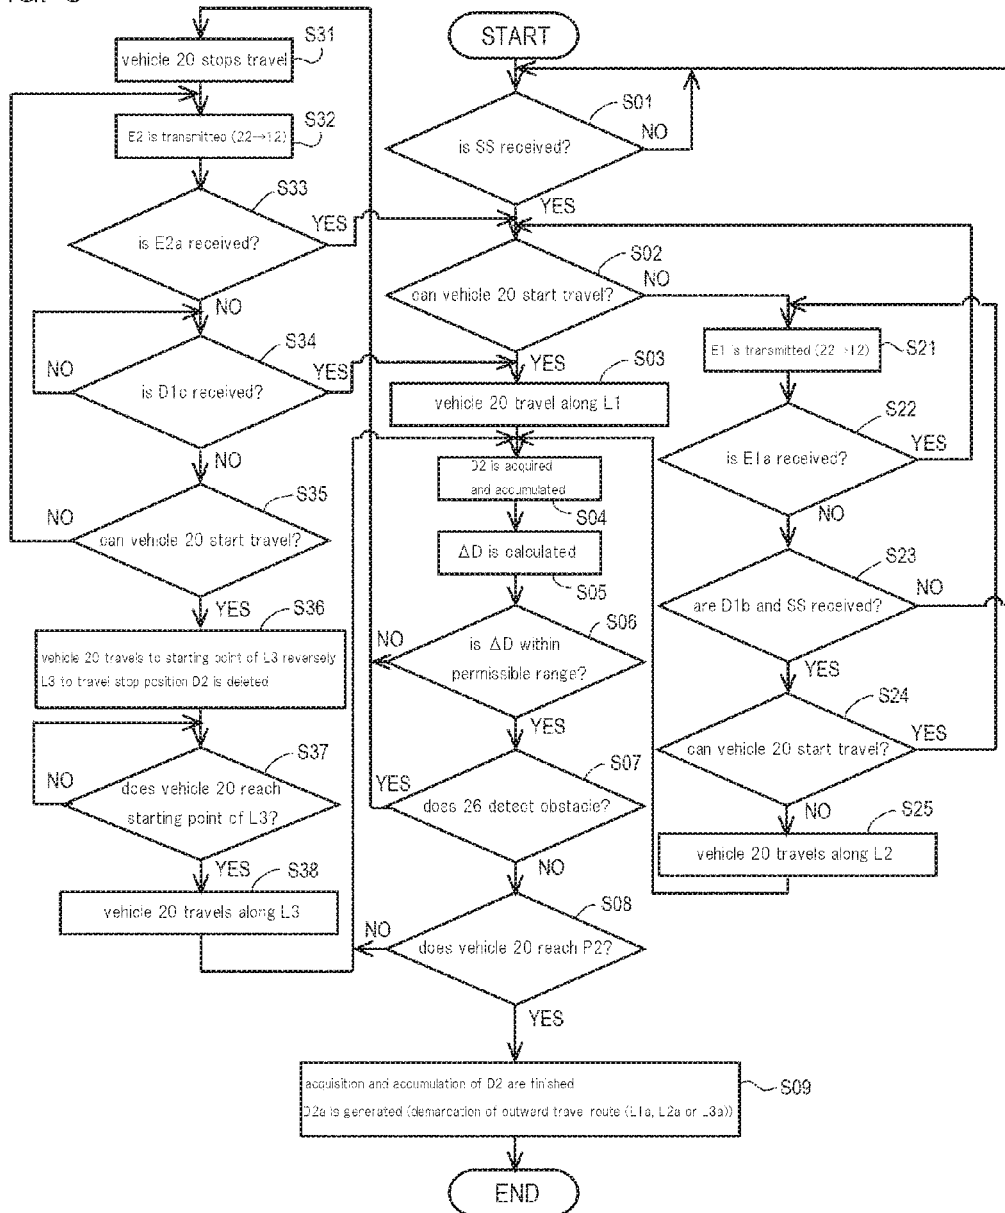 START
S01
is SS received?
NO
YES
S02
can vehicle 20 start travel?
NO
YES
S03
vehicle 20 travel along L1
D2 is acquired
and accumulated
S04
ΔD is calculated
S05
S06
is ΔD within
permissible range?
NO
YES
S07
does 26 detect obstacle?
YES
NO
S08
does vehicle 20 reach P2?
NO
YES
acquisition and accumulation of D2 are finished
D2a is generated (demarcation of outward travel route (L1a, L2a or L3a))
S09
END
S21
E1 is transmitted (22→12)
S22
is E1a received?
YES
NO
S23
are D1b and SS received?
NO
YES
S24
can vehicle 20 start travel?
YES
NO
S25
vehicle 20 travels along L2
S31
vehicle 20 stops travel
S32
E2 is transmitted (22→12)
S33
is E2a received?
YES
NO
S34
is D1c received?
NO
YES
NO
S35
can vehicle 20 start travel?
NO
YES
S36
vehicle 20 travels to starting point of L3 reversely
L3 to travel stop position D2 is deleted
S37
does vehicle 20 reach
starting point of L3?
NO
YES
S38
vehicle 20 travels along L3